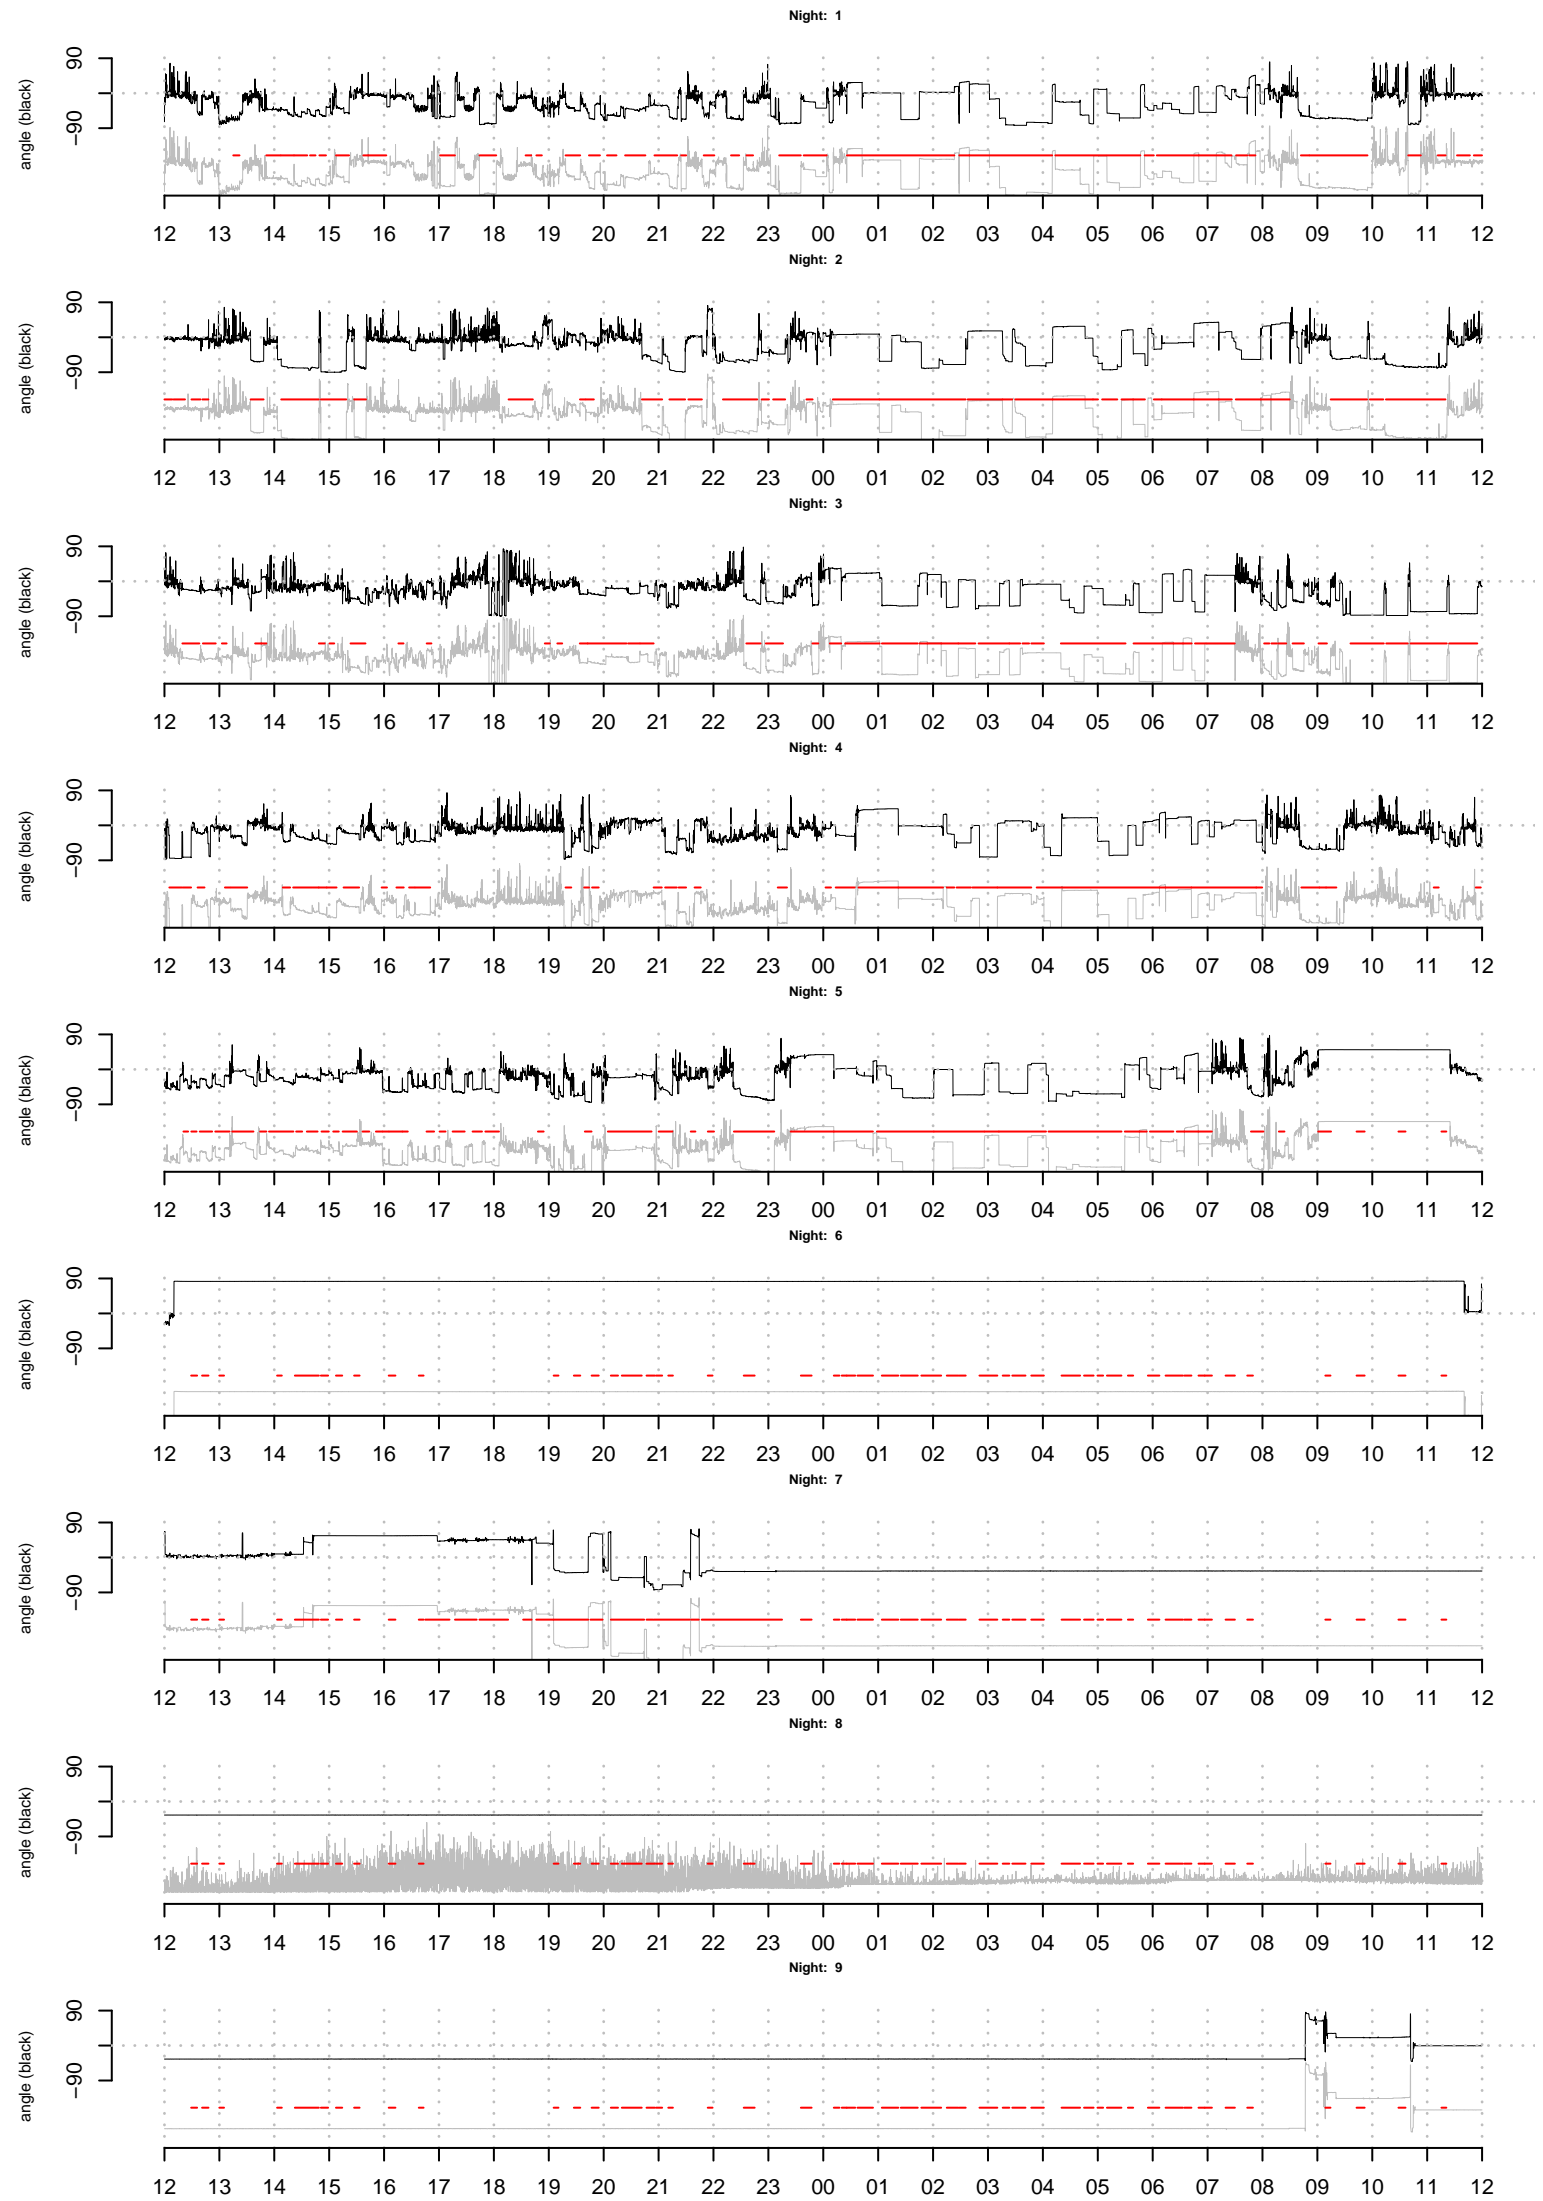 Night: 1
90
-90
angle (black)
12 13 14 15 16 17 18 19 20 21 22 23 00 01 02 03 04 05 06 07 08 09 10 11 12
Night: 2
90
-90
angle (black)
12 13 14 15 16 17 18 19 20 21 22 23 00 01 02 03 04 05 06 07 08 09 10 11 12
Night: 3
90
-90
angle (black)
12 13 14 15 16 17 18 19 20 21 22 23 00 01 02 03 04 05 06 07 08 09 10 11 12
Night: 4
90
-90
angle (black)
12 13 14 15 16 17 18 19 20 21 22 23 00 01 02 03 04 05 06 07 08 09 10 11 12
Night: 5
90
-90
angle (black)
12 13 14 15 16 17 18 19 20 21 22 23 00 01 02 03 04 05 06 07 08 09 10 11 12
Night: 6
90
-90
angle (black)
12 13 14 15 16 17 18 19 20 21 22 23 00 01 02 03 04 05 06 07 08 09 10 11 12
Night: 7
90
-90
angle (black)
12 13 14 15 16 17 18 19 20 21 22 23 00 01 02 03 04 05 06 07 08 09 10 11 12
Night: 8
90
-90
angle (black)
12 13 14 15 16 17 18 19 20 21 22 23 00 01 02 03 04 05 06 07 08 09 10 11 12
Night: 9
90
-90
angle (black)
12 13 14 15 16 17 18 19 20 21 22 23 00 01 02 03 04 05 06 07 08 09 10 11 12